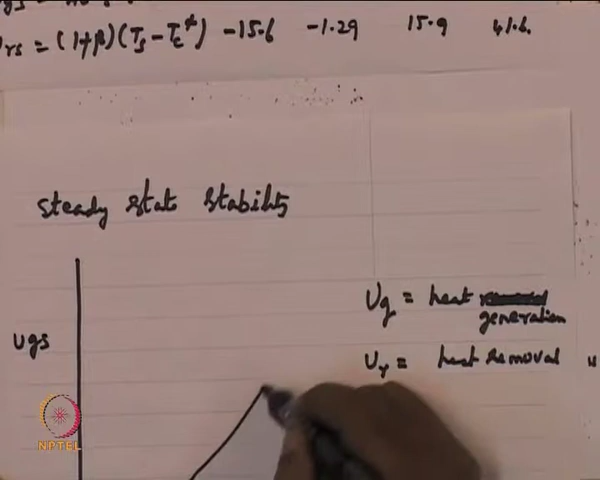 rs = (1+β)(Ts - Tc*) -15.6 -1.29 15.9 41.6
Steady state stability
Ug = heat generation
Ugs
Ur = heat removal "
NPTEL